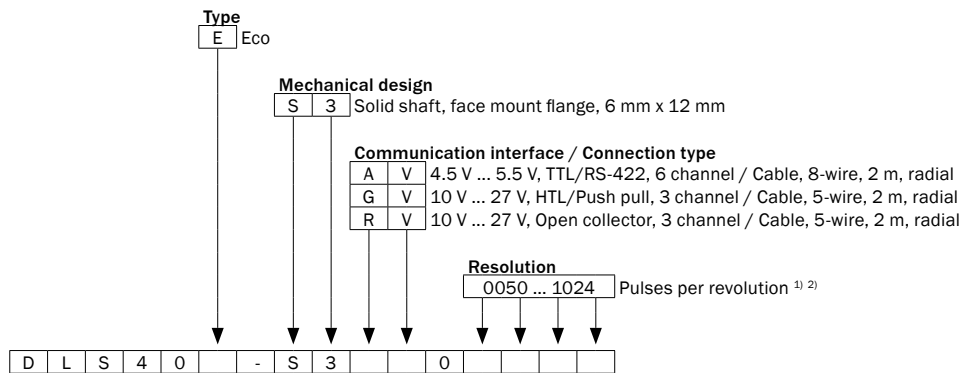 Type
E Eco
Mechanical design
S 3 Solid shaft, face mount flange, 6 mm x 12 mm
Communication interface / Connection type
A V 4.5 V ... 5.5 V, TTL/RS-422, 6 channel / Cable, 8-wire, 2 m, radial
G V 10 V ... 27 V, HTL/Push pull, 3 channel / Cable, 5-wire, 2 m, radial
R V 10 V ... 27 V, Open collector, 3 channel / Cable, 5-wire, 2 m, radial
Resolution
0050 ... 1024 Pulses per revolution 1) 2)
D L S 4 0 - S 3 0